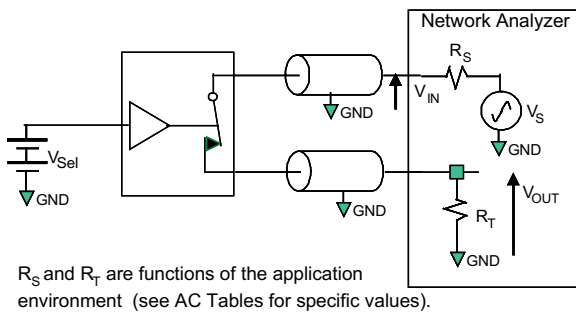 Network Analyzer
R_S
V_IN
GND
V_S
GND
V_Sel
GND
GND
V_OUT
R_T
GND
R_S and R_T are functions of the application
environment (see AC Tables for specific values).